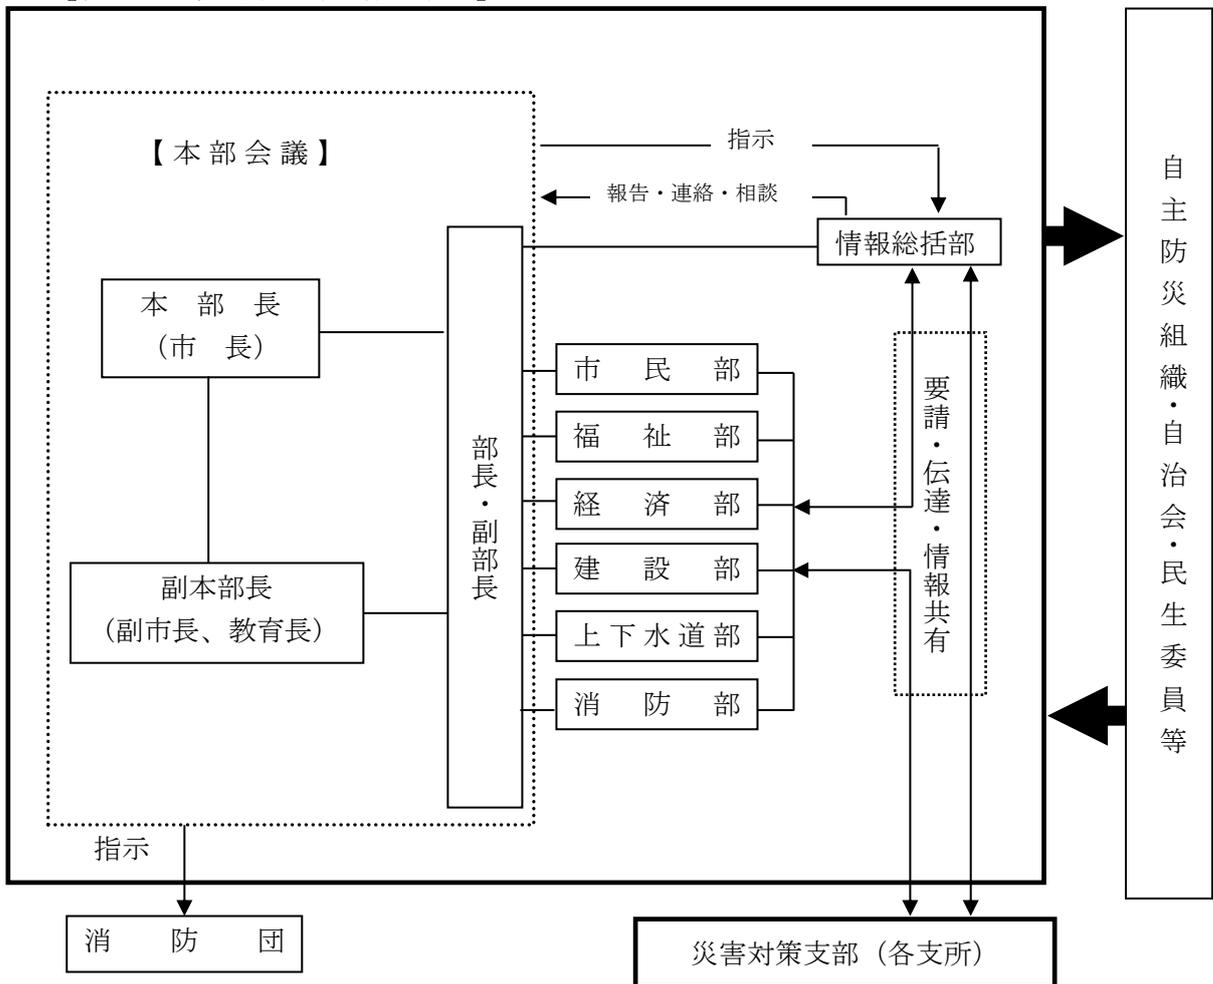 【本部会議】
指示
報告・連絡・相談
情報総括部
本部長
(市長)
副本部長
(副市長、教育長)
部長・副部長
市民部
福祉部
経済部
建設部
上下水道部
消防部
要請・伝達・情報共有
自主防災組織・自治会・民生委員等
指示
消防団
災害対策支部(各支所)